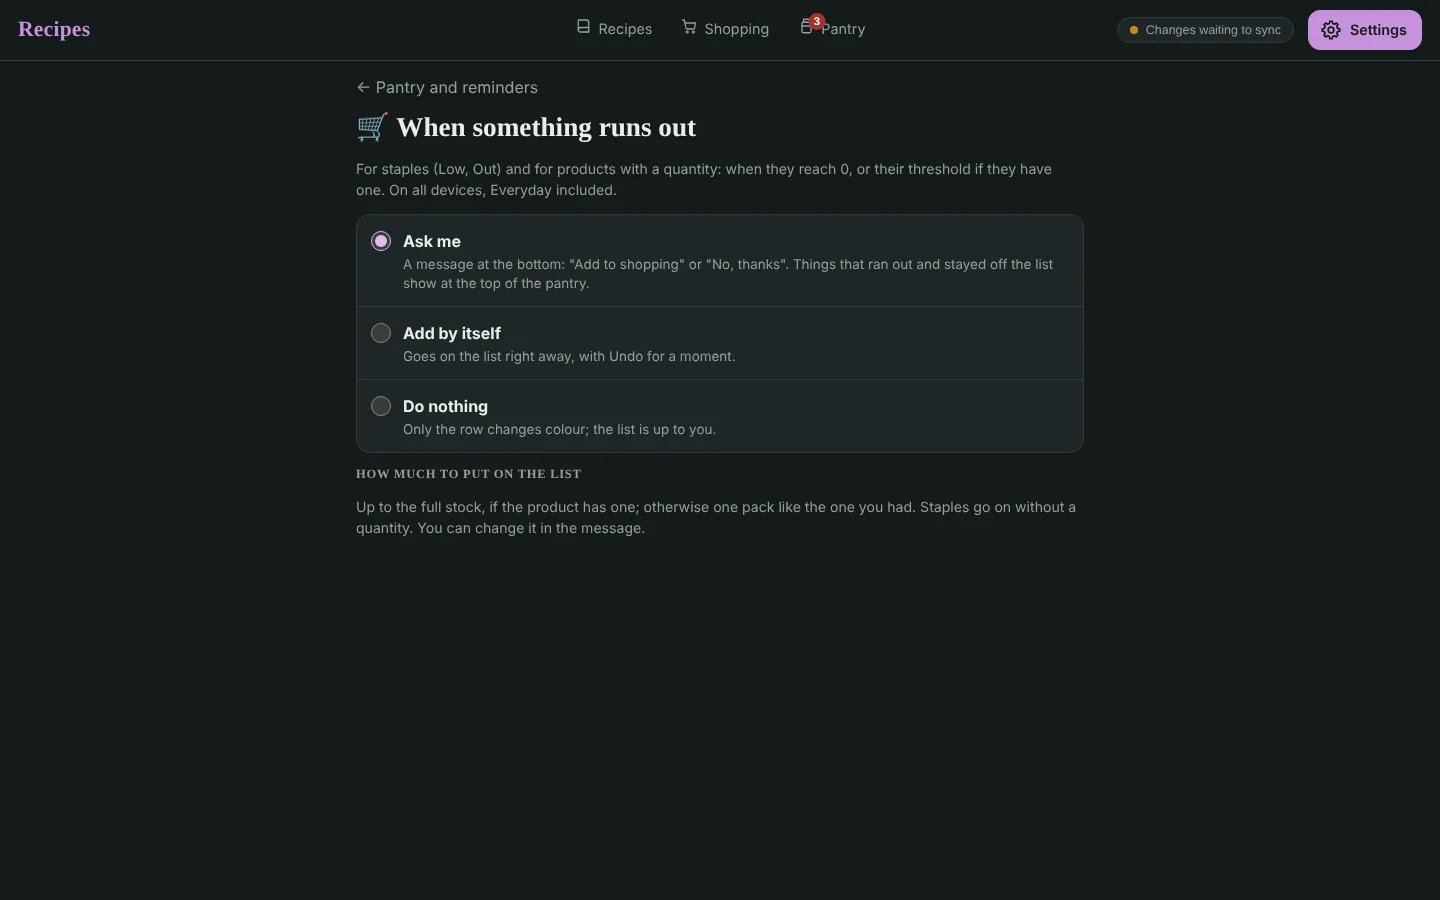 Recipes
Recipes
Shopping
3
Pantry
Changes waiting to sync
Settings
← Pantry and reminders
When something runs out
For staples (Low, Out) and for products with a quantity: when they reach 0, or their threshold if they have
one. On all devices, Everyday included.
Ask me
A message at the bottom: "Add to shopping" or "No, thanks". Things that ran out and stayed off the list
show at the top of the pantry.
Add by itself
Goes on the list right away, with Undo for a moment.
Do nothing
Only the row changes colour; the list is up to you.
HOW MUCH TO PUT ON THE LIST
Up to the full stock, if the product has one; otherwise one pack like the one you had. Staples go on without a
quantity. You can change it in the message.